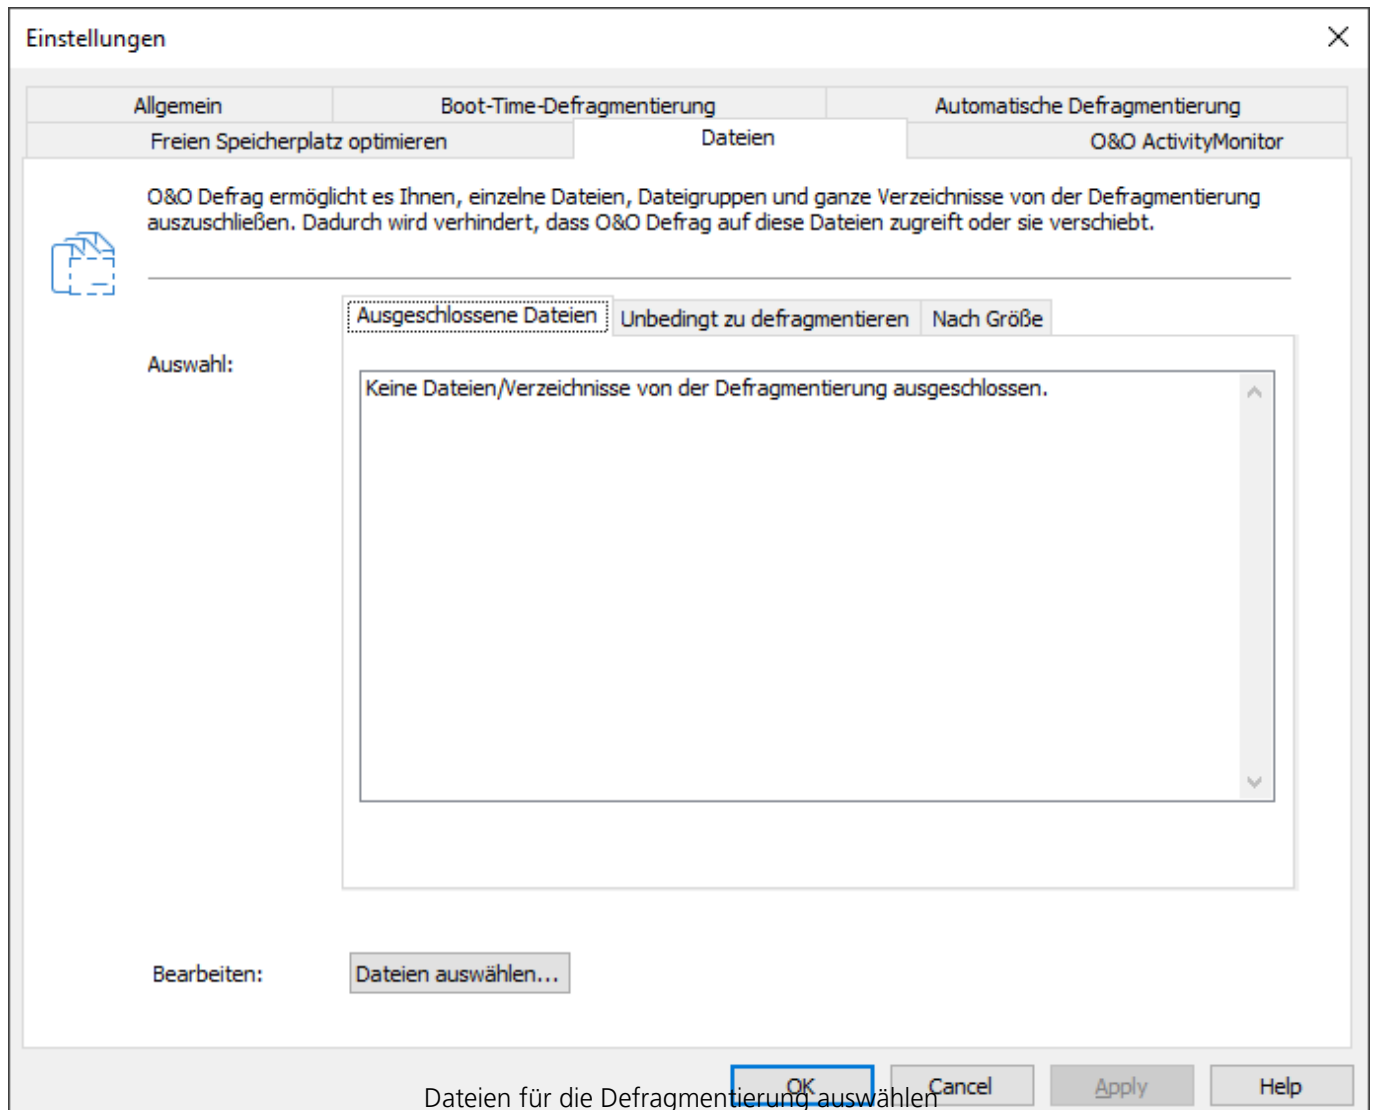 Einstellungen
Allgemein
Boot-Time-Defragmentierung
Automatische Defragmentierung
Freien Speicherplatz optimieren
Dateien
O&O ActivityMonitor
O&O Defrag ermöglicht es Ihnen, einzelne Dateien, Dateigruppen und ganze Verzeichnisse von der Defragmentierung
auszuschließen. Dadurch wird verhindert, dass O&O Defrag auf diese Dateien zugreift oder sie verschiebt.
Ausgeschlossene Dateien
Unbedingt zu defragmentieren
Nach Größe
Auswahl:
Keine Dateien/Verzeichnisse von der Defragmentierung ausgeschlossen.
Bearbeiten:
Dateien auswählen...
OK
Cancel
Apply
Help
Dateien für die Defragmentierung auswählen